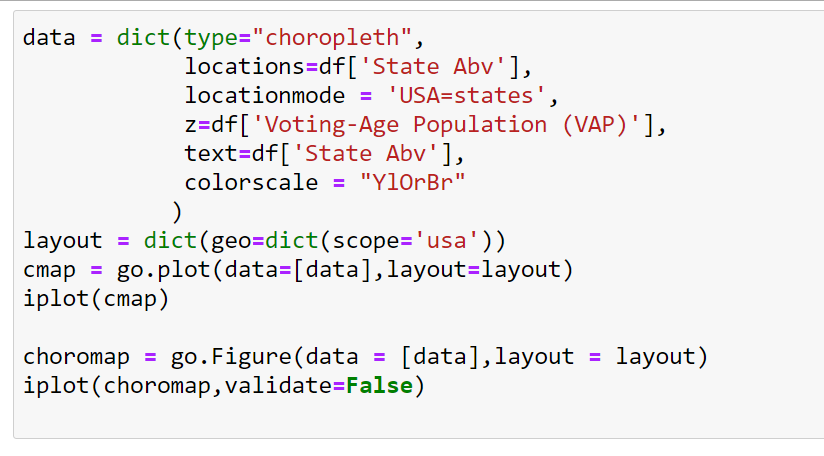 data = dict(type="choropleth",
            locations=df['State Abv'],
            locationmode = 'USA=states',
            z=df['Voting-Age Population (VAP)'],
            text=df['State Abv'],
            colorscale = "YlOrBr"
           )
layout = dict(geo=dict(scope='usa'))
cmap = go.plot(data=[data],layout=layout)
iplot(cmap)

choromap = go.Figure(data = [data],layout = layout)
iplot(choromap,validate=False)